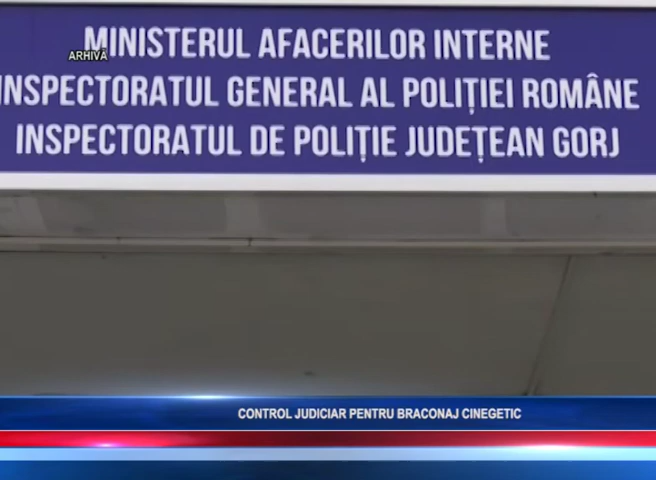 MINISTERUL AFACERILOR INTERNE
ARHIVĂ
INSPECTORATUL GENERAL AL POLIȚIEI ROMÂNE
INSPECTORATUL DE POLIȚIE JUDEȚEAN GORJ
CONTROL JUDICIAR PENTRU BRACONAJ CINEGETIC